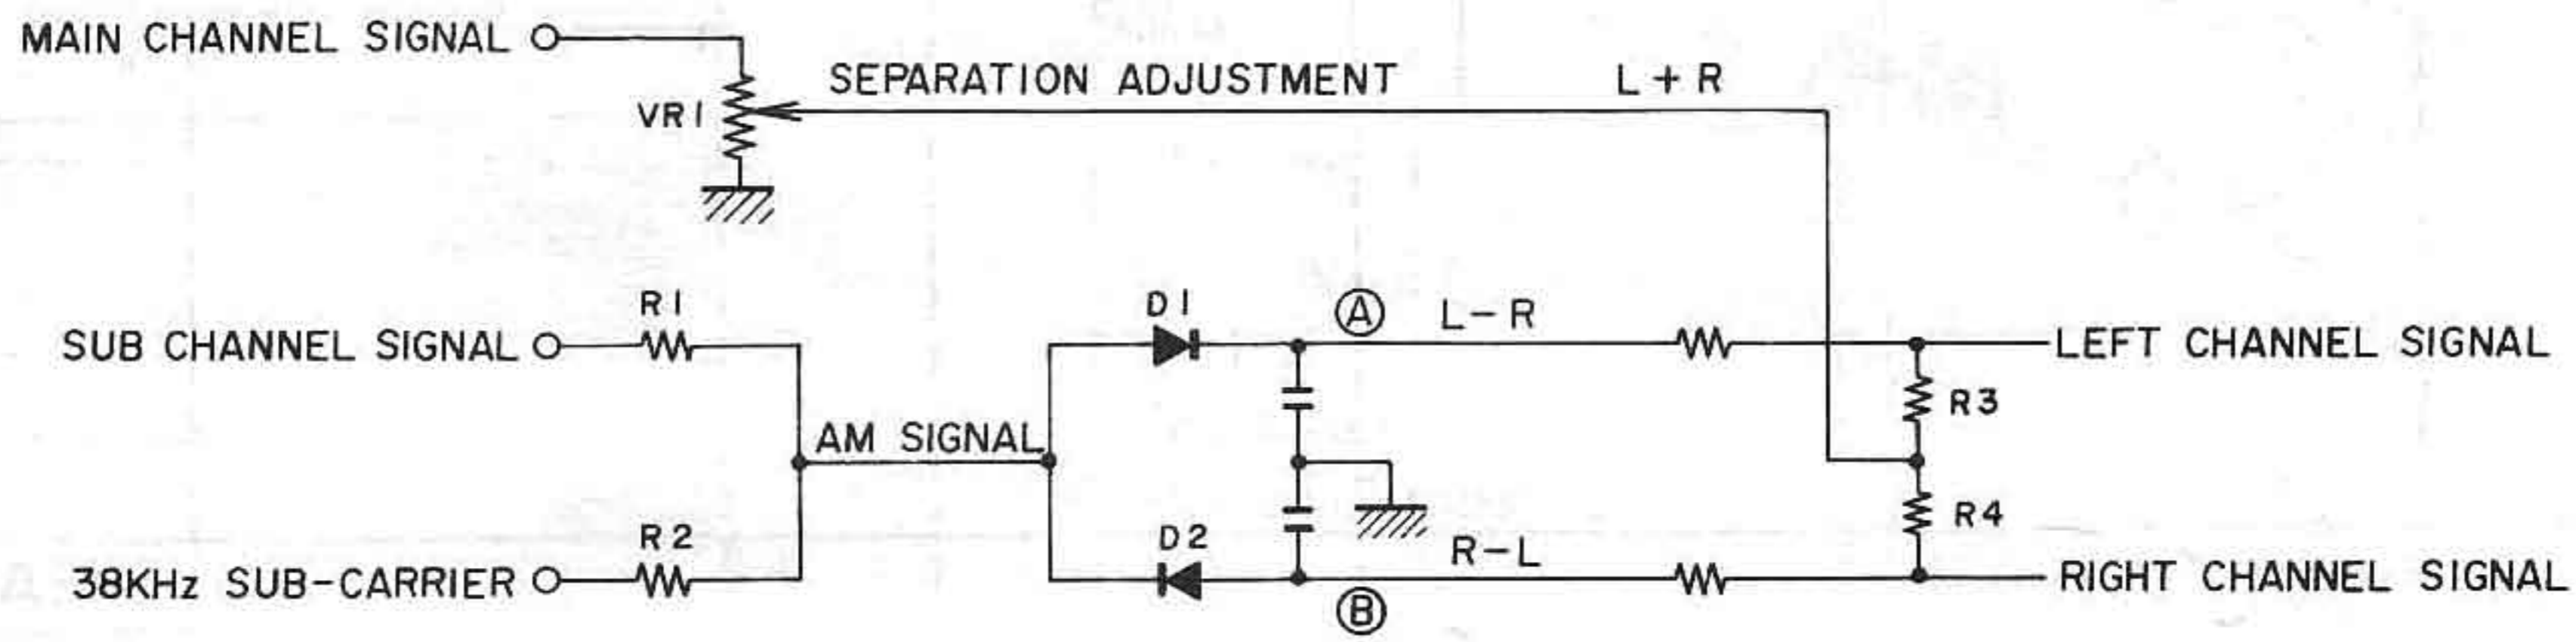 MAIN CHANNEL SIGNAL
SEPARATION ADJUSTMENT
L+R
VR1
R1
D1
A
L-R
SUB CHANNEL SIGNAL
LEFT CHANNEL SIGNAL
R3
AM SIGNAL
R2
D2
R-L
R4
38KHz SUB-CARRIER
RIGHT CHANNEL SIGNAL
B